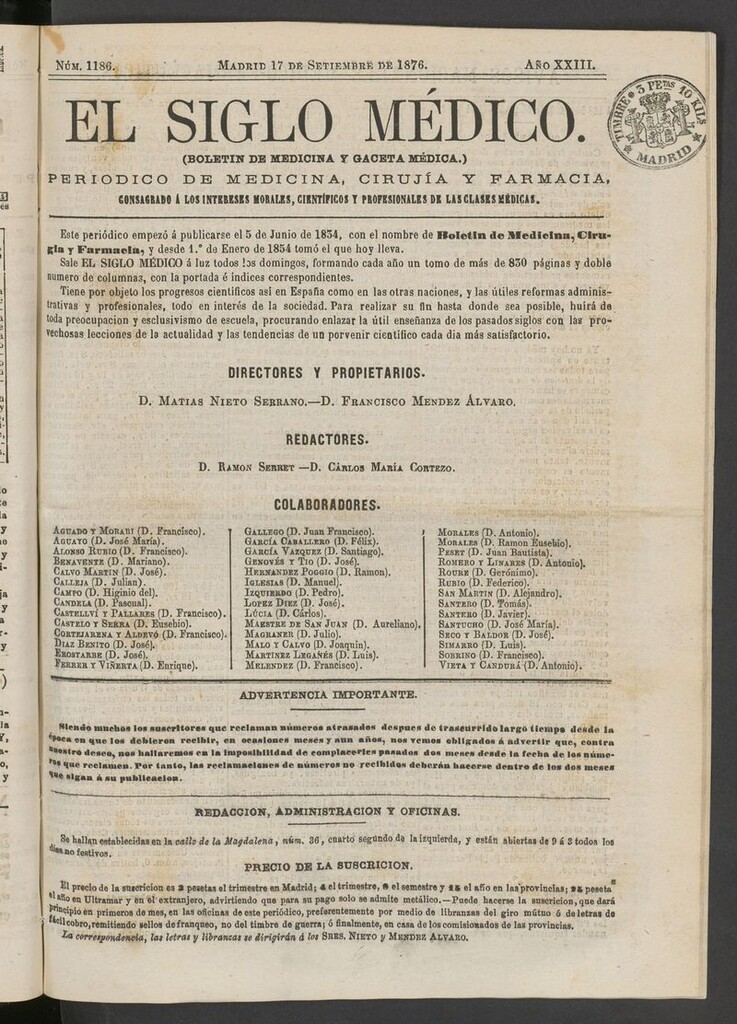 NÚM. 1186.
MADRID 17 DE SETIEMBRE DE 1876.
AÑO XXIII.
TIMBRE 3 PETAS 10 KILS
MADRID
EL SIGLO MÉDICO.
(BOLETIN DE MEDICINA Y GACETA MÉDICA.)
PERIODICO DE MEDICINA, CIRUJÍA Y FARMACIA,
CONSAGRADO Á LOS INTERESES MORALES, CIENTÍFICOS Y PROFESIONALES DE LAS CLASES MÉDICAS.
Este periódico empezó á publicarse el 5 de Junio de 1834, con el nombre de Boletin de Medicina, Ciru-
gía y Farmacia, y desde 1.º de Enero de 1854 tomó el que hoy lleva.
Sale EL SIGLO MÉDICO á luz todos los domingos, formando cada año un tomo de más de 830 páginas y doble
numero de columnas, con la portada é índices correspondientes.
Tiene por objeto los progresos científicos así en España como en las otras naciones, y las útiles reformas adminis-
trativas y profesionales, todo en interés de la sociedad. Para realizar su fin hasta donde sea posible, huirá de
toda preocupacion y esclusivismo de escuela, procurando enlazar la útil enseñanza de los pasados siglos con las pro-
vechosas lecciones de la actualidad y las tendencias de un porvenir científico cada dia más satisfactorio.
DIRECTORES Y PROPIETARIOS.
D. MATIAS NIETO SERRANO.—D. FRANCISCO MENDEZ ÁLVARO.
REDACTORES.
D. RAMON SERRET —D. CÁRLOS MARÍA CORTEZO.
COLABORADORES.
AGUADO Y MORARI (D. Francisco).
AGUAYO (D. José María).
ALONSO RUBIO (D. Francisco).
BENAVENTE (D. Mariano).
CALVO MARTIN (D. José).
CALLEJA (D. Julian).
CAMPO (D. Higinio del).
CANDELA (D. Pascual).
CASTELLVÍ Y PALLARES (D. Francisco).
CASTELO Y SERRA (D. Eusebio).
CORTEJARENA Y ALDEVÓ (D. Francisco).
DIAZ BENITO (D. José).
EROSTARBE (D. José).
FERRER Y VIÑERTA (D. Enrique).
GALLEGO (D. Juan Francisco).
GARCÍA CABALLERO (D. Félix).
GARCÍA VAZQUEZ (D. Santiago).
GENOVÉS Y TIO (D. José).
HERNANDEZ POGGIO (D. Ramon).
IGLESIAS (D. Manuel).
IZQUIERDO (D. Pedro).
LOPEZ DIEZ (D. José).
LÚCIA (D. Cárlos).
MAESTRE DE SAN JUAN (D. Aureliano).
MAGRANER (D. Julio).
MALO Y CALVO (D. Joaquin).
MARTINEZ LEGANÉS (D. Luis).
MELENDEZ (D. Francisco).
MORALES (D. Antonio).
MORALES (D. Ramon Eusebio).
PESET (D. Juan Bautista).
ROMERO Y LINARES (D. Antonio).
ROURE (D. Gerónimo).
RUBIO (D. Federico).
SAN MARTIN (D. Alejandro).
SANTERO (D. Tomás).
SANTERO (D. Javier).
SANTUCHO (D. José María).
SECO Y BALDOR (D. José).
SIMARRO (D. Luis).
SOBRINO (D. Francisco).
VIETA Y CANDURÁ (D. Antonio).
ADVERTENCIA IMPORTANTE.
Siendo muchos los suscritores que reclaman números atrasados despues de trascurrido largo tiempo desde la
época en que los debieron recibir, en ocasiones meses y aun años, nos vemos obligados á advertir que, contra
nuestro deseo, nos hallaremos en la imposibilidad de complacerles pasados dos meses desde la fecha de los núme-
ros que reclamen. Por tanto, las reclamaciones de números no recibidos deberán hacerse dentro de los dos meses
que sigan á su publicacion.
REDACCION, ADMINISTRACION Y OFICINAS.
Se hallan establecidas en la calle de la Magdalena, núm. 36, cuarto segundo de la izquierda, y están abiertas de 9 á 3 todos los
dias no festivos.
PRECIO DE LA SUSCRICION.
El precio de la suscricion es 3 pesetas el trimestre en Madrid; 4 el trimestre, 8 el semestre y 15 el año en las provincias; 25 pesetas
el año en Ultramar y en el extranjero, advirtiendo que para su pago solo se admite metálico.—Puede hacerse la suscricion, que dará
principio en primeros de mes, en las oficinas de este periódico, preferentemente por medio de libranzas del giro mútuo ó de letras de
fácil cobro, remitiendo sellos de franqueo, no del timbre de guerra; ó finalmente, en casa de los comisionados de las provincias.
La correspondencia, las letras y libranzas se dirigirán á los SRES. NIETO y MENDEZ ALVARO.